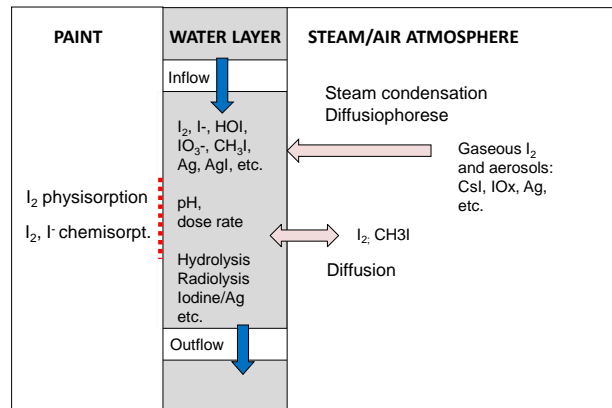 PAINT
WATER LAYER
STEAM/AIR ATMOSPHERE
Inflow
Steam condensation
Diffusiophorese
I₂, I-, HOI,
IO₃-, CH₃I,
Ag, AgI, etc.
Gaseous I₂
and aerosols:
CsI, IOx, Ag,
etc.
I₂ physisorption
I₂, I⁻ chemisorpt.
pH,
dose rate
I₂; CH3I
Diffusion
Hydrolysis
Radiolysis
Iodine/Ag
etc.
Outflow